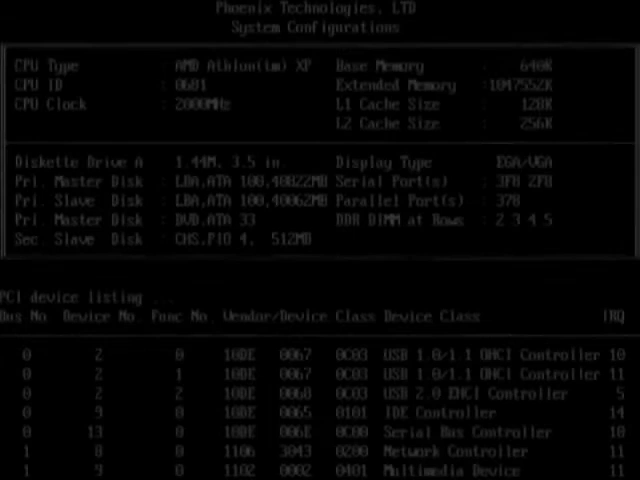 Phoenix Technologies, LTD
System Configurations
CPU Type : AMD Athlon(tm) XP Base Memory : 640K
CPU ID : 0681 Extended Memory :1047552K
CPU Clock : 2000MHz L1 Cache Size : 128K
L2 Cache Size : 256K
Diskette Drive A 1.44M, 3.5 in. Display Type : EGA/VGA
Pri. Master Disk : LBA,ATA 100,40822MB Serial Port(s) : 3F8 2F8
Pri. Slave Disk : LBA,ATA 100,40062MB Parallel Port(s) : 378
Pri. Master Disk : DVD,ATA 33 DDR DIMM at Rows : 2 3 4 5
Sec. Slave Disk : CHS,PIO 4, 512MB
PCI device listing ...
Bus No Device No. Func No. Vendor/Device Class Device Class IRQ
0 2 0 10DE 0067 0C03 USB 1.0/1.1 OHCI Controller 10
0 2 1 10DE 0067 0C03 USB 1.0/1.1 OHCI Controller 11
0 2 2 10DE 0068 0C03 USB 2.0 EHCI Controller 5
0 9 0 10DE 0065 0101 IDE Controller 14
0 13 0 10DE 006E 0C00 Serial Bus Controller 10
1 8 0 1106 3043 0200 Network Controller 11
1 9 0 1102 0002 0401 Multimedia Device 11